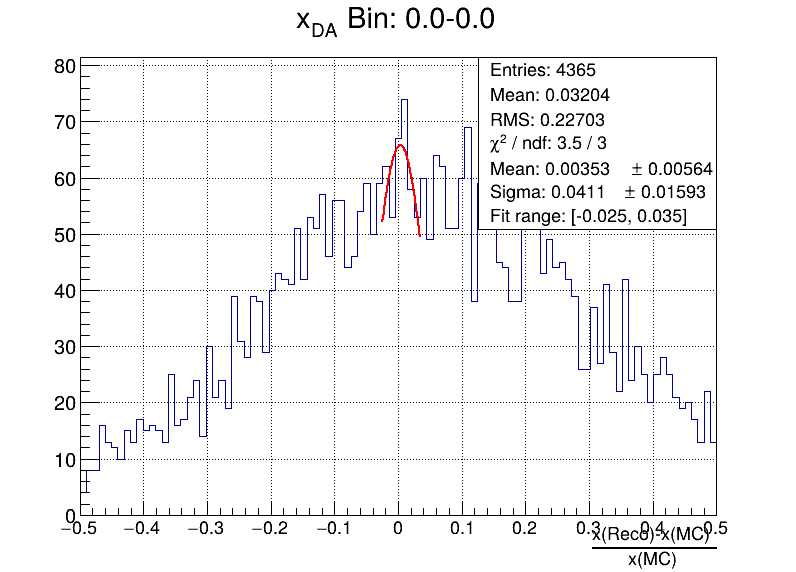 x_DA Bin: 0.0-0.0
Entries: 4365
Mean: 0.03204
RMS: 0.22703
χ² / ndf: 3.5 / 3
Mean: 0.00353 ± 0.00564
Sigma: 0.0411 ± 0.01593
Fit range: [-0.025, 0.035]
80
70
60
50
40
30
20
10
0
−0.5 −0.4 −0.3 −0.2 −0.1 0 0.1 0.2 0.3 0.4 0.5
x(Reco)-x(MC)
x(MC)